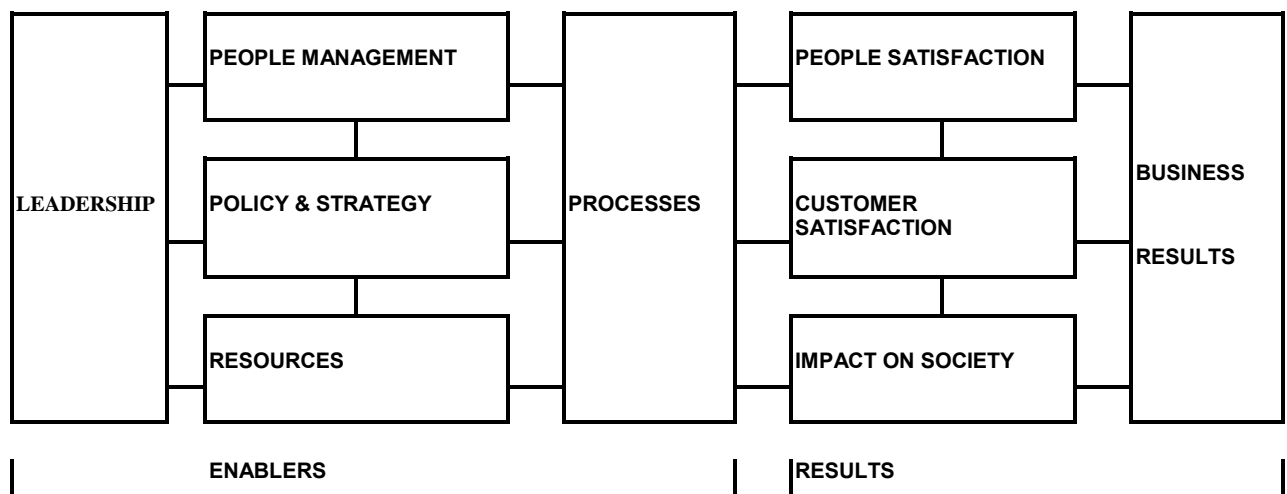 PEOPLE MANAGEMENT
PEOPLE SATISFACTION
BUSINESS
LEADERSHIP
POLICY & STRATEGY
PROCESSES
CUSTOMER
SATISFACTION
RESULTS
RESOURCES
IMPACT ON SOCIETY
ENABLERS
RESULTS